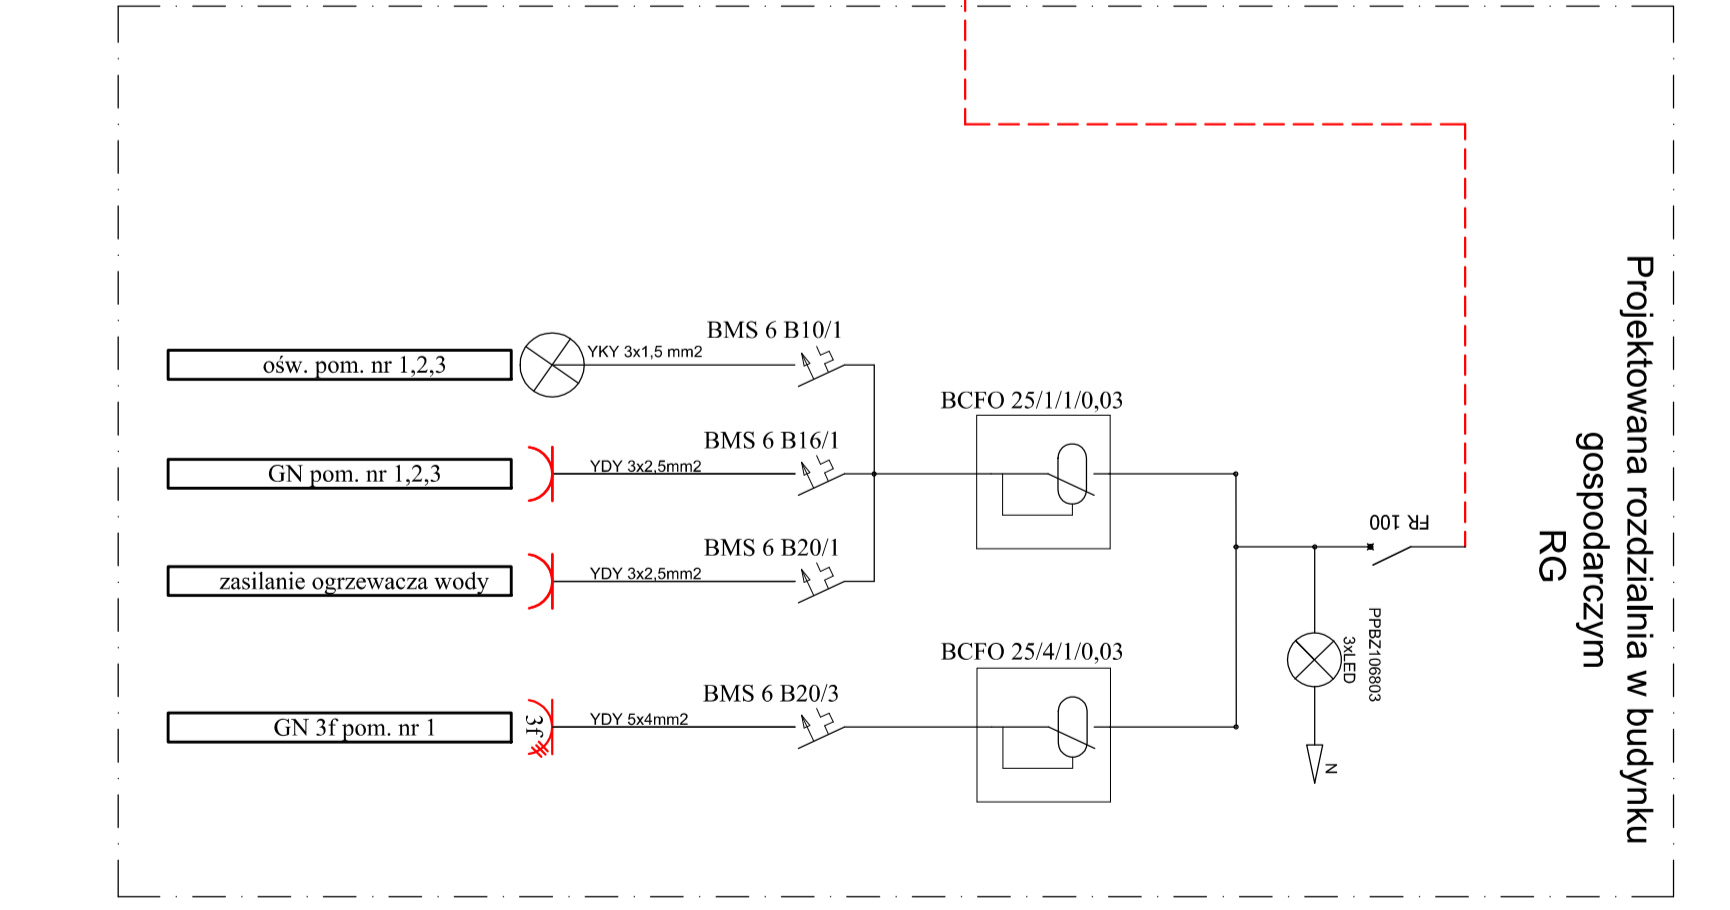 BMS 6 B10/1
ośw. pom. nr 1,2,3
YKY 3x1,5 mm2
BCFO 25/1/1/0,03
BMS 6 B16/1
GN pom. nr 1,2,3
YDY 3x2,5mm2
BMS 6 B20/1
zasilanie ogrzewacza wody
YDY 3x2,5mm2
BCFO 25/4/1/0,03
BMS 6 B20/3
GN 3f pom. nr 1
3f
YDY 5x4mm2
FR 100
PPBZ106803
3xLED
N
Projektowana rozdzialnia w budynku
gospodarczym
RG